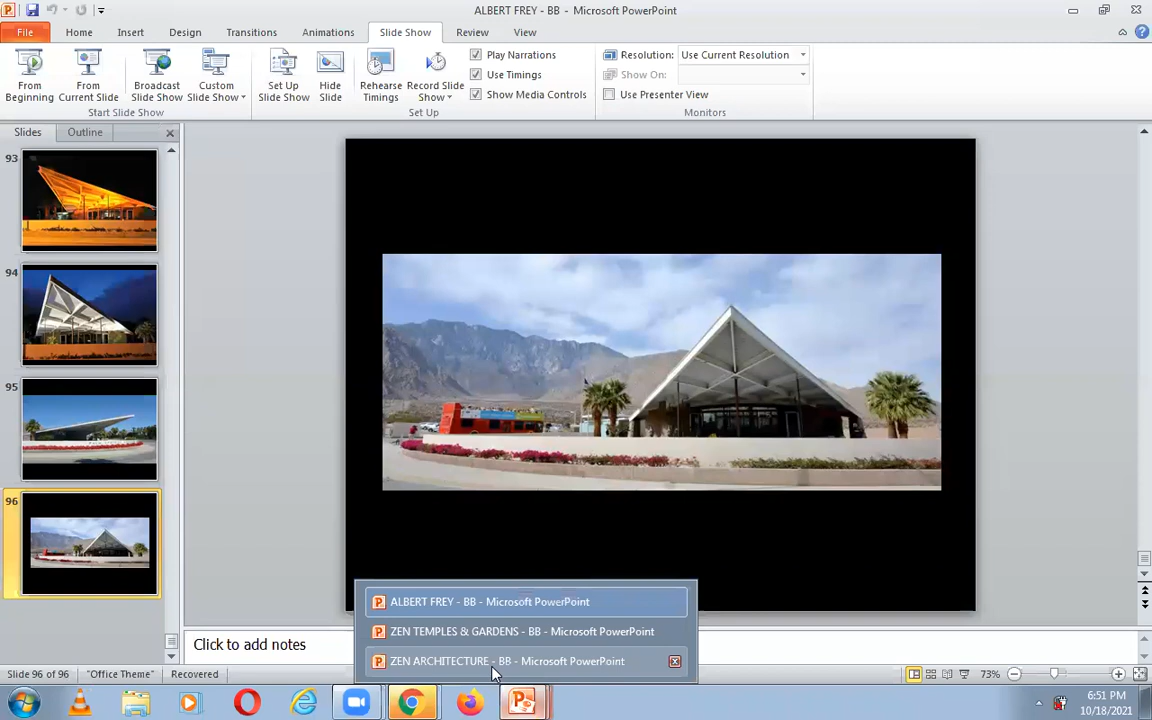 ALBERT FREY - BB - Microsoft PowerPoint
File Home Insert Design Transitions Animations Slide Show Review View
From Beginning
From Current Slide
Broadcast Slide Show
Custom Slide Show
Set Up Slide Show
Hide Slide
Rehearse Timings
Record Slide Show
Play Narrations
Use Timings
Show Media Controls
Resolution: Use Current Resolution
Show On:
Use Presenter View
Start Slide Show
Set Up
Monitors
Slides Outline
93
94
95
96
ALBERT FREY - BB - Microsoft PowerPoint
ZEN TEMPLES & GARDENS - BB - Microsoft PowerPoint
ZEN ARCHITECTURE - BB - Microsoft PowerPoint
Click to add notes
Slide 96 of 96 "Office Theme" Recovered 73%
6:51 PM
10/18/2021